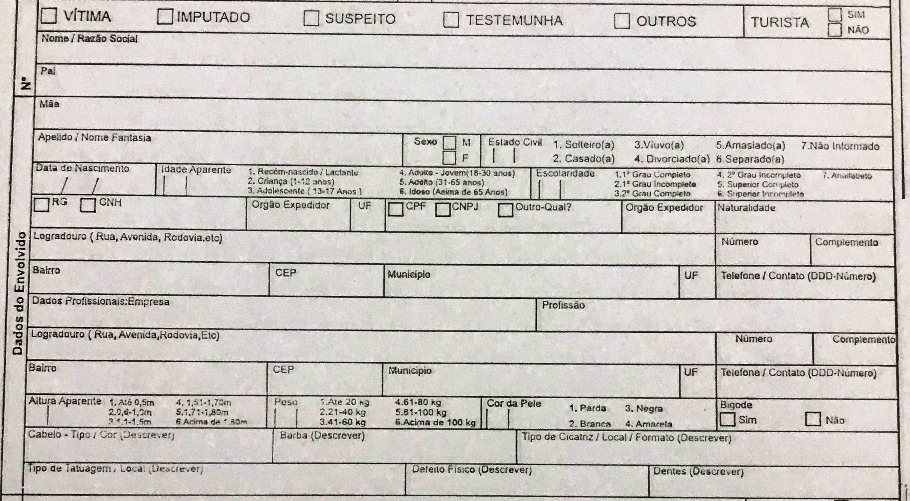 VÍTIMA IMPUTADO SUSPEITO TESTEMUNHA OUTROS TURISTA SIM
NÃO
Nome / Razão Social
Nº
Pai
Mãe
Apelido / Nome Fantasia Sexo M Estado Civil 1. Solteiro(a) 3.Viuvo(a) 5.Amasiado(a) 7.Não Informado
F 2. Casado(a) 4. Divorciado(a) 6.Separado(a)
Data de Nascimento Idade Aparente 1. Recém-nascido / Lactante 4. Adulto - Jovem(18-30 anos) Escolaridade 1.1º Grau Completo 4. 2º Grau Incompleto 7. Analfabeto
/ / 2. Criança (1-12 anos) 5. Adulto (31-65 anos) 2.1º Grau Incompleto 5. Superior Completo
3. Adolescente ( 13-17 Anos ) 6. Idoso (Acima de 65 Anos) 3.2º Grau Completo 6. Superior Incompleto
RG CNH Orgão Expedidor UF CPF CNPJ Outro-Qual? Orgão Expedidor Naturalidade
Dados do Envolvido
Logradouro ( Rua, Avenida, Rodovia,etc) Número Complemento
Bairro CEP Municipio UF Telefone / Contato (DDD-Número)
Dados Profissionais:Empresa Profissão
Logradouro ( Rua, Avenida,Rodovia,Etc) Número Complemento
Bairro CEP Municipio UF Telefone / Contato (DDD-Número)
Altura Aparente 1. Até 0,5m 4. 1,51-1,70m Peso 1.Ate 20 kg 4.61-80 kg Cor da Pele 1. Parda 3. Negra Bigode
2.0,6-1,0m 5.1,71-1,80m 2.21-40 kg 5.81-100 kg 2. Branca 4. Amarela Sim Não
3.1,1-1,5m 6.Acima de 1,80m 3.41-60 kg 6.Acima de 100 kg
Cabelo - Tipo / Cor (Descrever) Barba (Descrever) Tipo de Cicatriz / Local / Formato (Descrever)
Tipo de Tatuagem / Local (Descrever) Defeito Físico (Descrever) Dentes (Descrever)